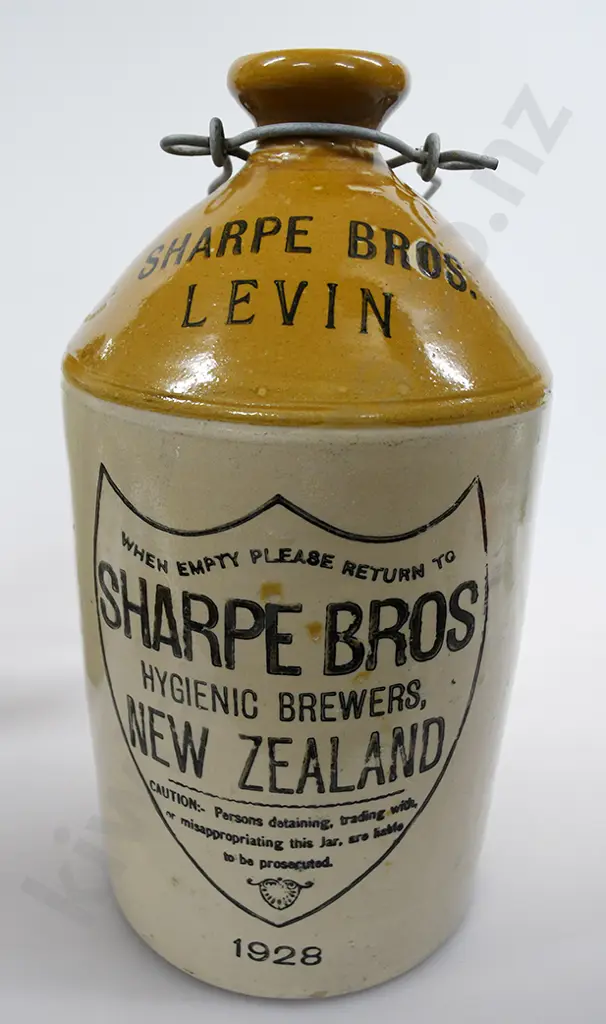 SHARPE BROS.
LEVIN
WHEN EMPTY PLEASE RETURN TO
SHARPE BROS
HYGIENIC BREWERS,
NEW ZEALAND
CAUTION:- Persons detaining, trading with,
or misappropriating this Jar, are liable
to be prosecuted.
1928